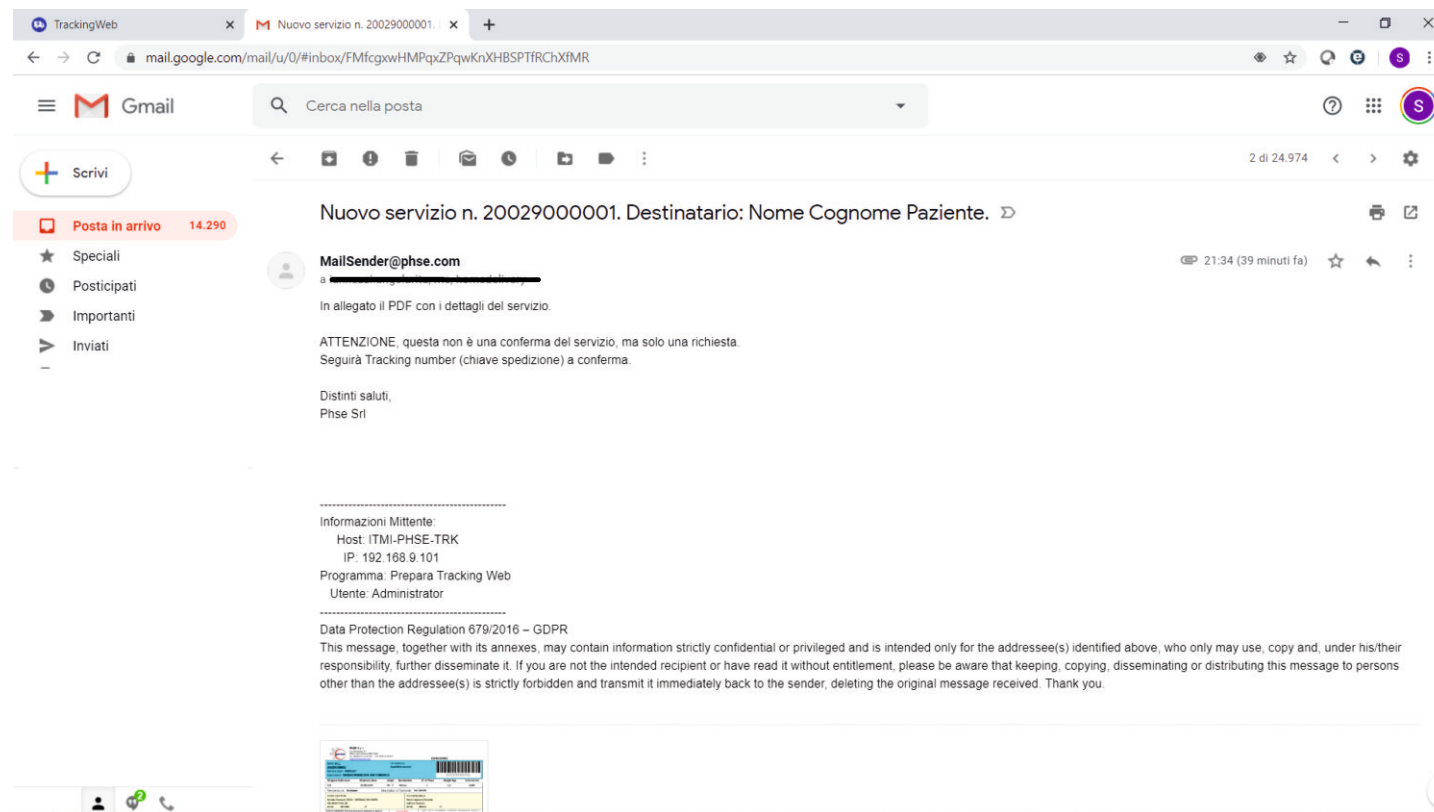 TrackingWeb
Nuovo servizio n. 20029000001.
mail.google.com/mail/u/0/#inbox/FMfcgxwHMPqxZPqwKnXHBSPTfRChXfMR
S
Gmail
Cerca nella posta
S
Scrivi
2 di 24.974
Posta in arrivo 14.290
Speciali
Posticipati
Importanti
Inviati
Nuovo servizio n. 20029000001. Destinatario: Nome Cognome Paziente.
MailSender@phse.com
21:34 (39 minuti fa)
a
In allegato il PDF con i dettagli del servizio.
ATTENZIONE, questa non è una conferma del servizio, ma solo una richiesta.
Seguirà Tracking number (chiave spedizione) a conferma.
Distinti saluti,
Phse Srl
------------------------------------------------
Informazioni Mittente:
Host: ITMI-PHSE-TRK
IP: 192.168.9.101
Programma: Prepara Tracking Web
Utente: Administrator
------------------------------------------------
Data Protection Regulation 679/2016 – GDPR
This message, together with its annexes, may contain information strictly confidential or privileged and is intended only for the addressee(s) identified above, who only may use, copy and, under his/their
responsibility, further disseminate it. If you are not the intended recipient or have read it without entitlement, please be aware that keeping, copying, disseminating or distributing this message to persons
other than the addressee(s) is strictly forbidden and transmit it immediately back to the sender, deleting the original message received. Thank you.
2